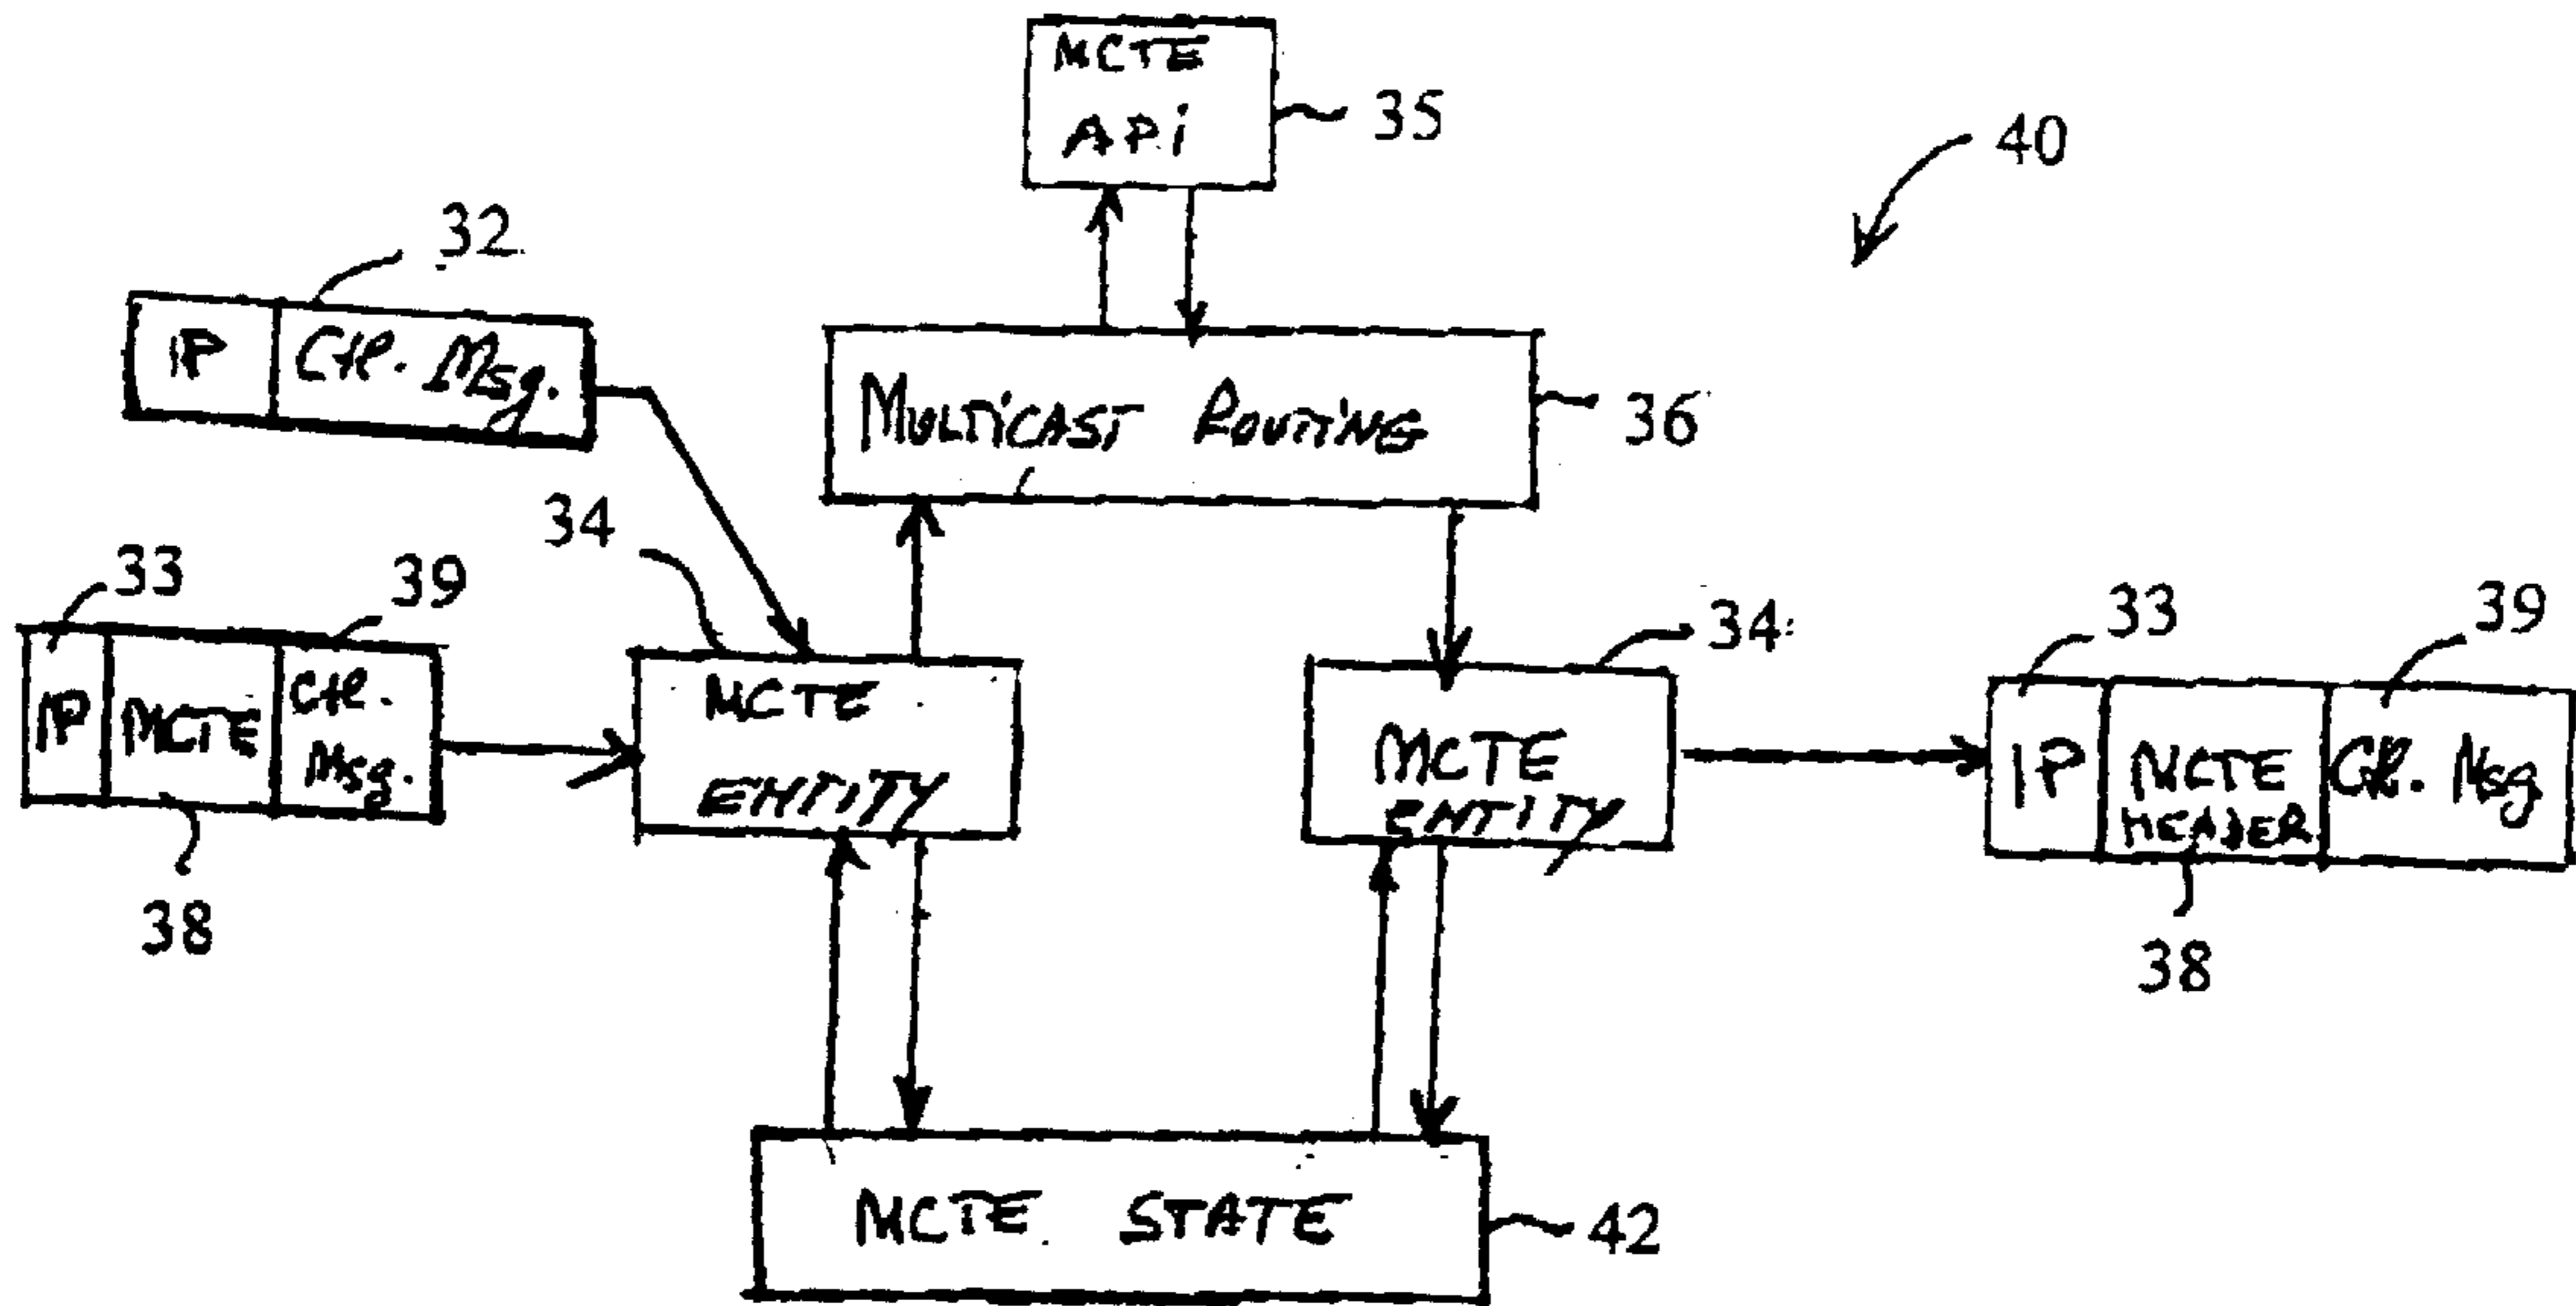 MCTE
API
35
40
32
IP Ctl. Msg.
MULTICAST ROUTING
36
34
33
39
IP MCTE Ctl. Msg.
38
MCTE
ENTITY
34
MCTE
ENTITY
33
39
IP MCTE HEADER Ctl. Msg
38
MCTE STATE
42